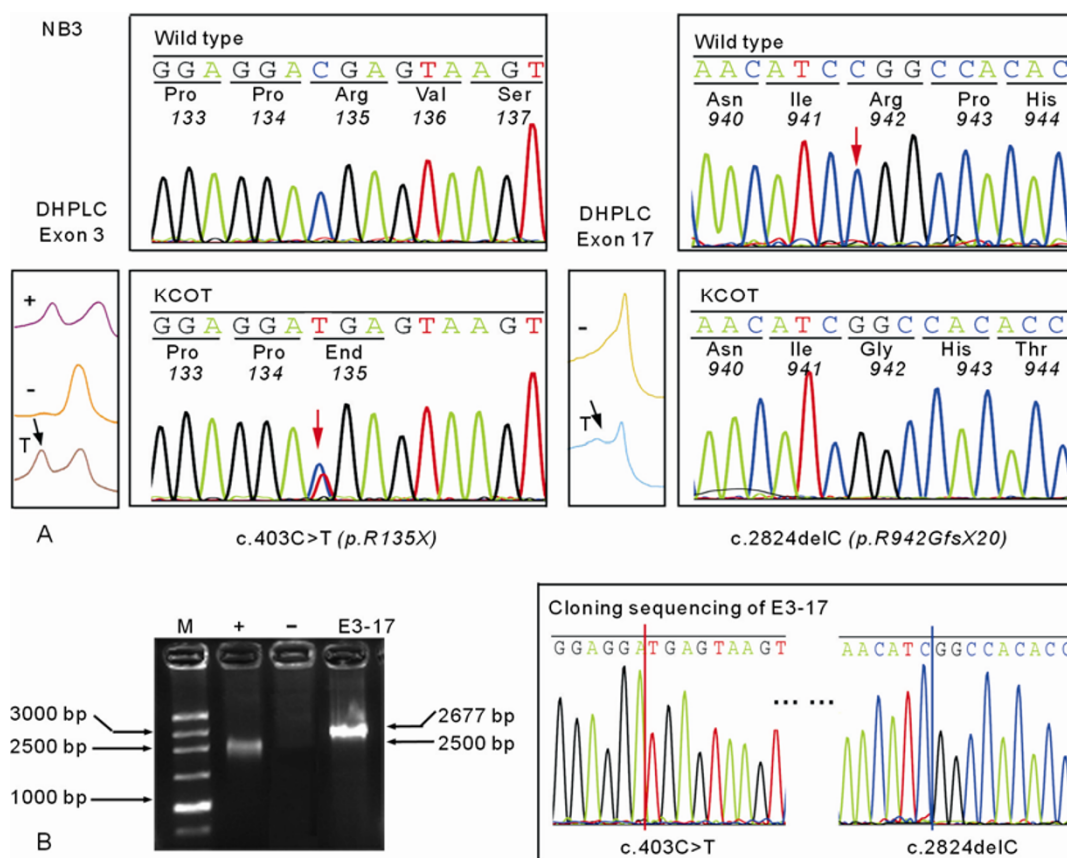 NB3
Wild type
GGAGGACGAGTAAGT
Pro Pro Arg Val Ser
133 134 135 136 137
DHPLC
Exon 3
Wild type
AACATCCGGCCACAC
Asn Ile Arg Pro His
940 941 942 943 944
DHPLC
Exon 17
+
-
T
KCOT
GGAGGATGAGTAAGT
Pro Pro End
133 134 135
-
T
KCOT
AACATCGGCCACACC
Asn Ile Gly His Thr
940 941 942 943 944
A
c.403C>T (p.R135X)
c.2824delC (p.R942GfsX20)
M + - E3-17
3000 bp
2500 bp
1000 bp
2677 bp
2500 bp
B
Cloning sequencing of E3-17
GGAGGATGAGTAAGT
AACATCGGCCACACC
... ...
c.403C>T
c.2824delC